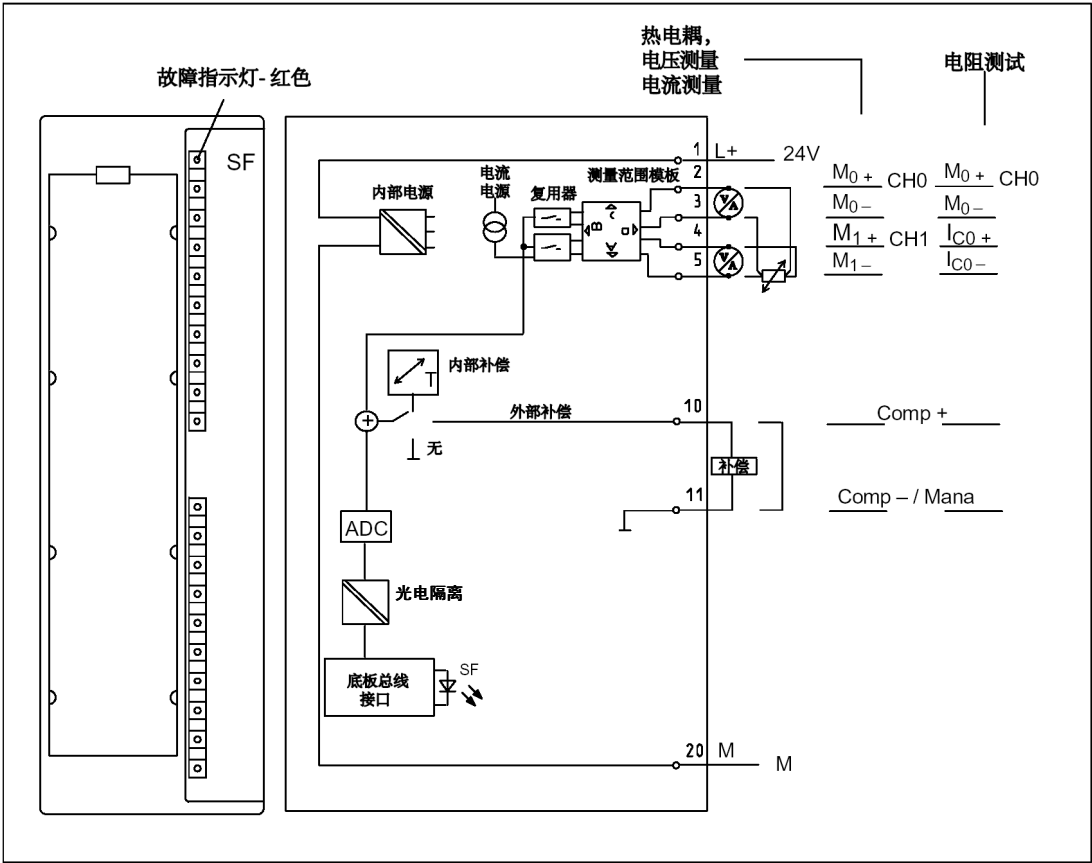 热电耦，
电压测量
电流测量
电阻测试
故障指示灯-红色
SF
1
L+
24V
2
3
4
5
电流
电源
复用器
测量范围模板
内部电源
A
B
C
D
V
A
V
A
M0 + CH0
M0 –
M1 + CH1
M1 –
M0 + CH0
M0 –
IC0 +
IC0 –
T
内部补偿
外部补偿
无
10
Comp +
补偿
11
Comp – / Mana
ADC
光电隔离
底板总线
接口
SF
20
M
M